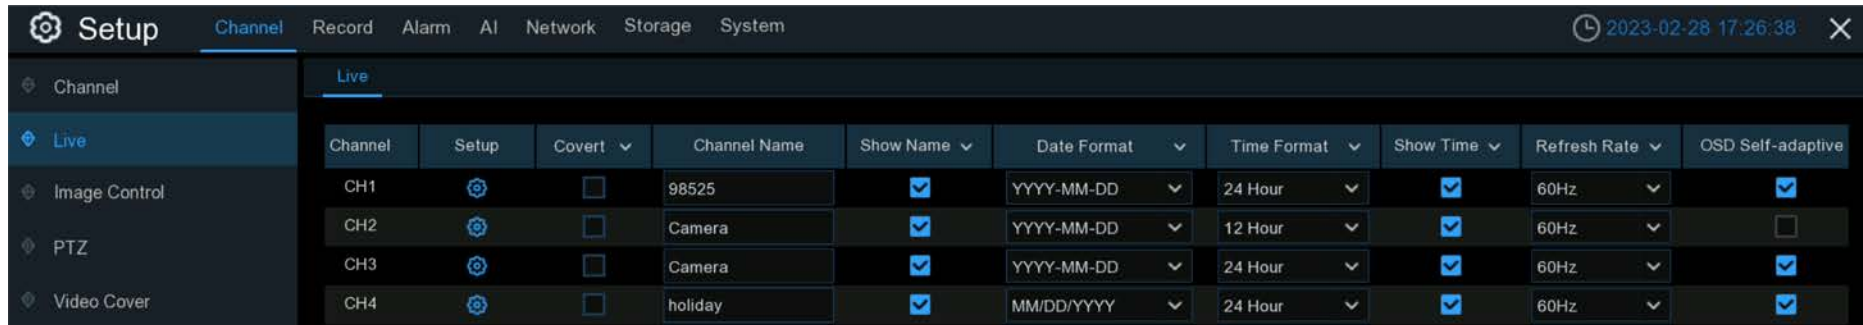 Setup Channel Record Alarm AI Network Storage System 2023-02-28 17:26:38
Channel
Live
Image Control
PTZ
Video Cover
Live
Channel Setup Covert Channel Name Show Name Date Format Time Format Show Time Refresh Rate OSD Self-adaptive
CH1 98525 YYYY-MM-DD 24 Hour 60Hz
CH2 Camera YYYY-MM-DD 12 Hour 60Hz
CH3 Camera YYYY-MM-DD 24 Hour 60Hz
CH4 holiday MM/DD/YYYY 24 Hour 60Hz